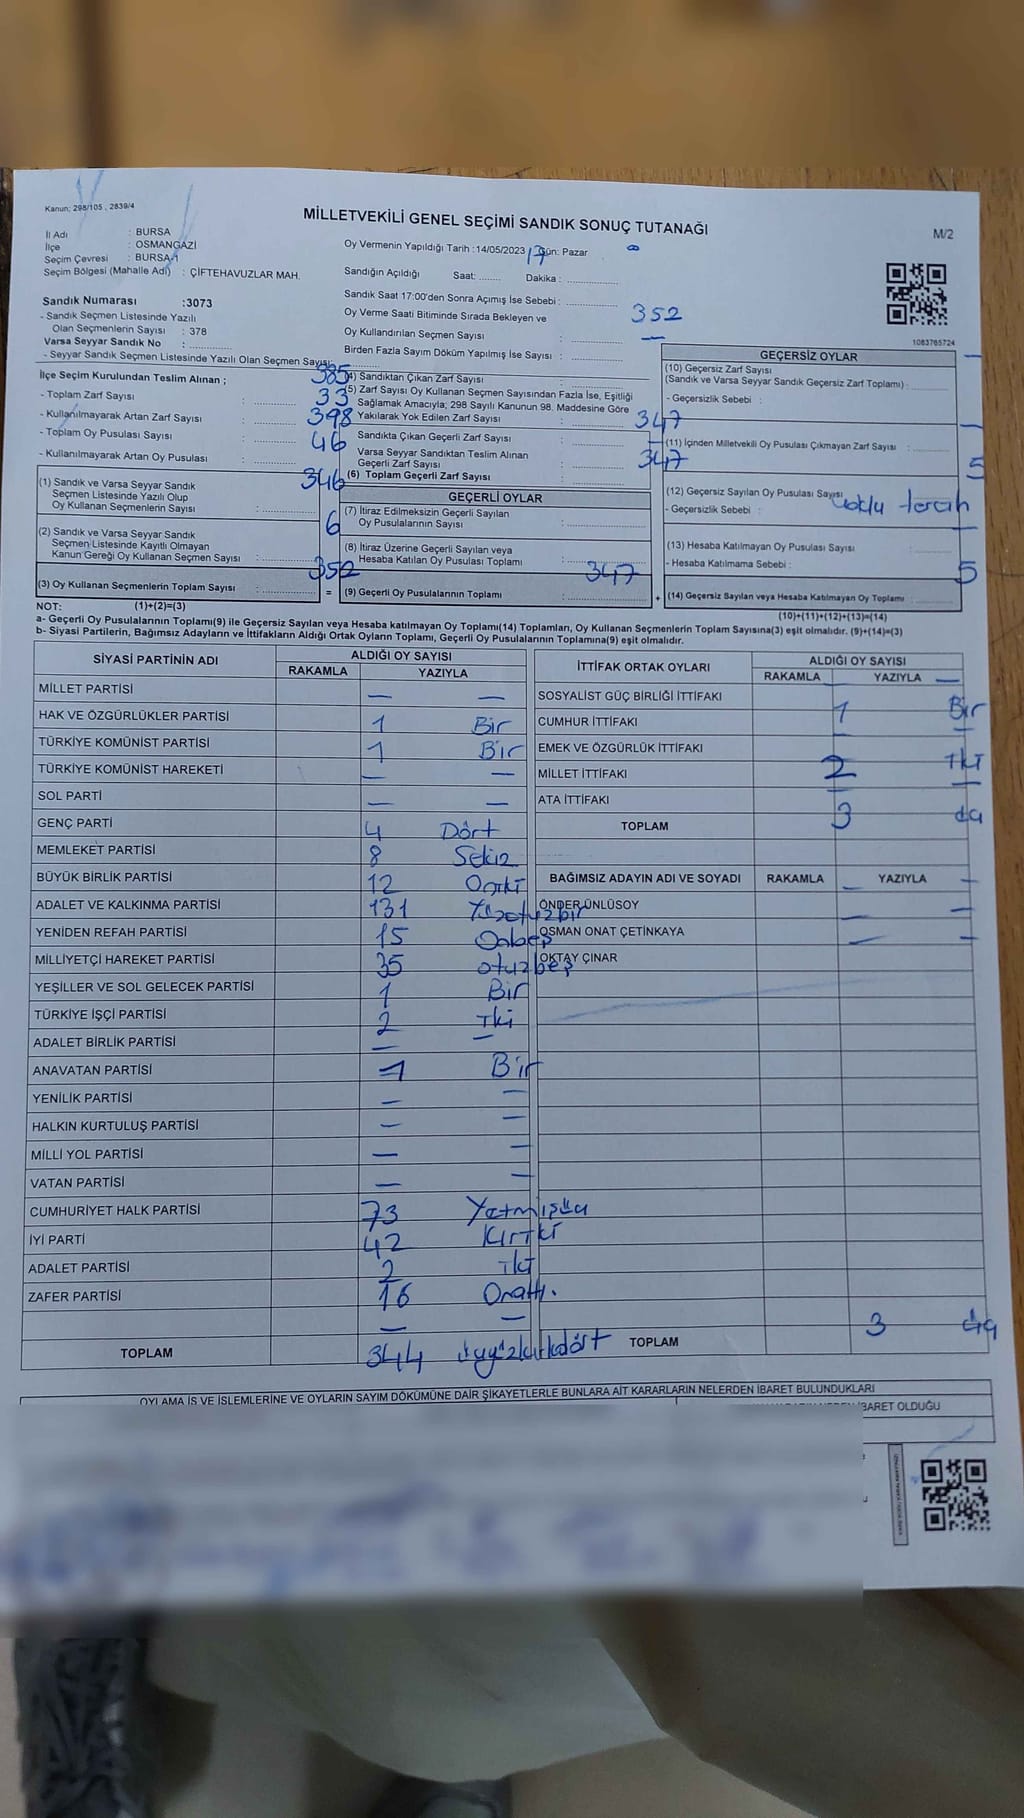 Kanun; 298/105 , 2839/4
MİLLETVEKİLİ GENEL SEÇİMİ SANDIK SONUÇ TUTANAĞI
M/2
İl Adı : BURSA
İlçe : OSMANGAZİ
Seçim Çevresi : BURSA-1
Seçim Bölgesi (Mahalle Adı) : ÇİFTEHAVUZLAR MAH.
Sandık Numarası :3073
- Sandık Seçmen Listesinde Yazılı
Olan Seçmenlerin Sayısı : 378
Varsa Seyyar Sandık No : ............
- Seyyar Sandık Seçmen Listesinde Yazılı Olan Seçmen Sayısı:
Oy Vermenin Yapıldığı Tarih : 14/05/2023 Gün: Pazar
Sandığın Açıldığı Saat: ....... Dakika : ................
Sandık Saat 17:00'den Sonra Açımış İse Sebebi : ................
Oy Verme Saati Bitiminde Sırada Bekleyen ve
Oy Kullandırılan Seçmen Sayısı : 352
Birden Fazla Sayım Döküm Yapılmış İse Sayısı : —
1083765724
İlçe Seçim Kurulundan Teslim Alınan ;
- Toplam Zarf Sayısı : 385
- Kullanılmayarak Artan Zarf Sayısı : 33
- Toplam Oy Pusulası Sayısı : 398
- Kullanılmayarak Artan Oy Pusulası : 46
(4) Sandıktan Çıkan Zarf Sayısı :
(5) Zarf Sayısı Oy Kullanan Seçmen Sayısından Fazla İse, Eşitliği
Sağlamak Amacıyla; 298 Sayılı Kanunun 98. Maddesine Göre
Yakılarak Yok Edilen Zarf Sayısı :
Sandıkta Çıkan Geçerli Zarf Sayısı : 347
Varsa Seyyar Sandıktan Teslim Alınan
Geçerli Zarf Sayısı : —
(6) Toplam Geçerli Zarf Sayısı : 347
GEÇERSİZ OYLAR
(10) Geçersiz Zarf Sayısı
(Sandık ve Varsa Seyyar Sandık Geçersiz Zarf Toplamı) : —
- Geçersizlik Sebebi :
(11) İçinden Milletvekili Oy Pusulası Çıkmayan Zarf Sayısı : —
(12) Geçersiz Sayılan Oy Pusulası Sayısı 5
- Geçersizlik Sebebi : çoklu tercih
(13) Hesaba Katılmayan Oy Pusulası Sayısı : —
- Hesaba Katılmama Sebebi :
(14) Geçersiz Sayılan veya Hesaba Katılmayan Oy Toplamı : 5
(1) Sandık ve Varsa Seyyar Sandık
Seçmen Listesinde Yazılı Olup
Oy Kullanan Seçmenlerin Sayısı : 346
(2) Sandık ve Varsa Seyyar Sandık
Seçmen Listesinde Kayıtlı Olmayan
Kanun Gereği Oy Kullanan Seçmen Sayısı : 6
(3) Oy Kullanan Seçmenlerin Toplam Sayısı : 352
GEÇERLİ OYLAR
(7) İtiraz Edilmeksizin Geçerli Sayılan
Oy Pusulalarının Sayısı :
(8) İtiraz Üzerine Geçerli Sayılan veya
Hesaba Katılan Oy Pusulası Toplamı :
= (9) Geçerli Oy Pusulalarının Toplamı : 347 +
NOT: (1)+(2)=(3)
(10)+(11)+(12)+(13)=(14)
a- Geçerli Oy Pusulalarının Toplamı(9) ile Geçersiz Sayılan veya Hesaba katılmayan Oy Toplamı(14) Toplamları, Oy Kullanan Seçmenlerin Toplam Sayısına(3) eşit olmalıdır. (9)+(14)=(3)
b- Siyasi Partilerin, Bağımsız Adayların ve İttifakların Aldığı Ortak Oyların Toplamı, Geçerli Oy Pusulalarının Toplamına(9) eşit olmalıdır.
SİYASİ PARTİNİN ADI
ALDIĞI OY SAYISI
RAKAMLA YAZIYLA
MİLLET PARTİSİ — —
HAK VE ÖZGÜRLÜKLER PARTİSİ 1 Bir
TÜRKİYE KOMÜNİST PARTİSİ 1 Bir
TÜRKİYE KOMÜNİST HAREKETİ — —
SOL PARTİ — —
GENÇ PARTİ 4 Dört
MEMLEKET PARTİSİ 8 Sekiz
BÜYÜK BİRLİK PARTİSİ 12 Oniki
ADALET VE KALKINMA PARTİSİ 131 Yüzotuzbir
YENİDEN REFAH PARTİSİ 15 Onbeş
MİLLİYETÇİ HAREKET PARTİSİ 35 otuzbeş
YEŞİLLER VE SOL GELECEK PARTİSİ 1 Bir
TÜRKİYE İŞÇİ PARTİSİ 2 İki
ADALET BİRLİK PARTİSİ — —
ANAVATAN PARTİSİ 1 Bir
YENİLİK PARTİSİ — —
HALKIN KURTULUŞ PARTİSİ — —
MİLLİ YOL PARTİSİ — —
VATAN PARTİSİ — —
CUMHURİYET HALK PARTİSİ 73 Yetmişüç
İYİ PARTİ 42 Kırkiki
ADALET PARTİSİ 2 İki
ZAFER PARTİSİ 16 Onaltı.
— —
TOPLAM 344 üçyüzkırkdört
İTTİFAK ORTAK OYLARI
ALDIĞI OY SAYISI
RAKAMLA YAZIYLA
SOSYALİST GÜÇ BİRLİĞİ İTTİFAKI — —
CUMHUR İTTİFAKI 1 Bir
EMEK VE ÖZGÜRLÜK İTTİFAKI — —
MİLLET İTTİFAKI 2 İki
ATA İTTİFAKI — —
TOPLAM 3 üç
BAĞIMSIZ ADAYIN ADI VE SOYADI RAKAMLA YAZIYLA
ÖNDER ÜNLÜSOY — —
OSMAN ONAT ÇETİNKAYA — —
OKTAY ÇINAR — —
TOPLAM 3 üç
OYLAMA İŞ VE İŞLEMLERİNE VE OYLARIN SAYIM DÖKÜMÜNE DAİR ŞİKAYETLERLE BUNLARA AİT KARARLARIN NELERDEN İBARET BULUNDUKLARI
İBARET OLDUĞU